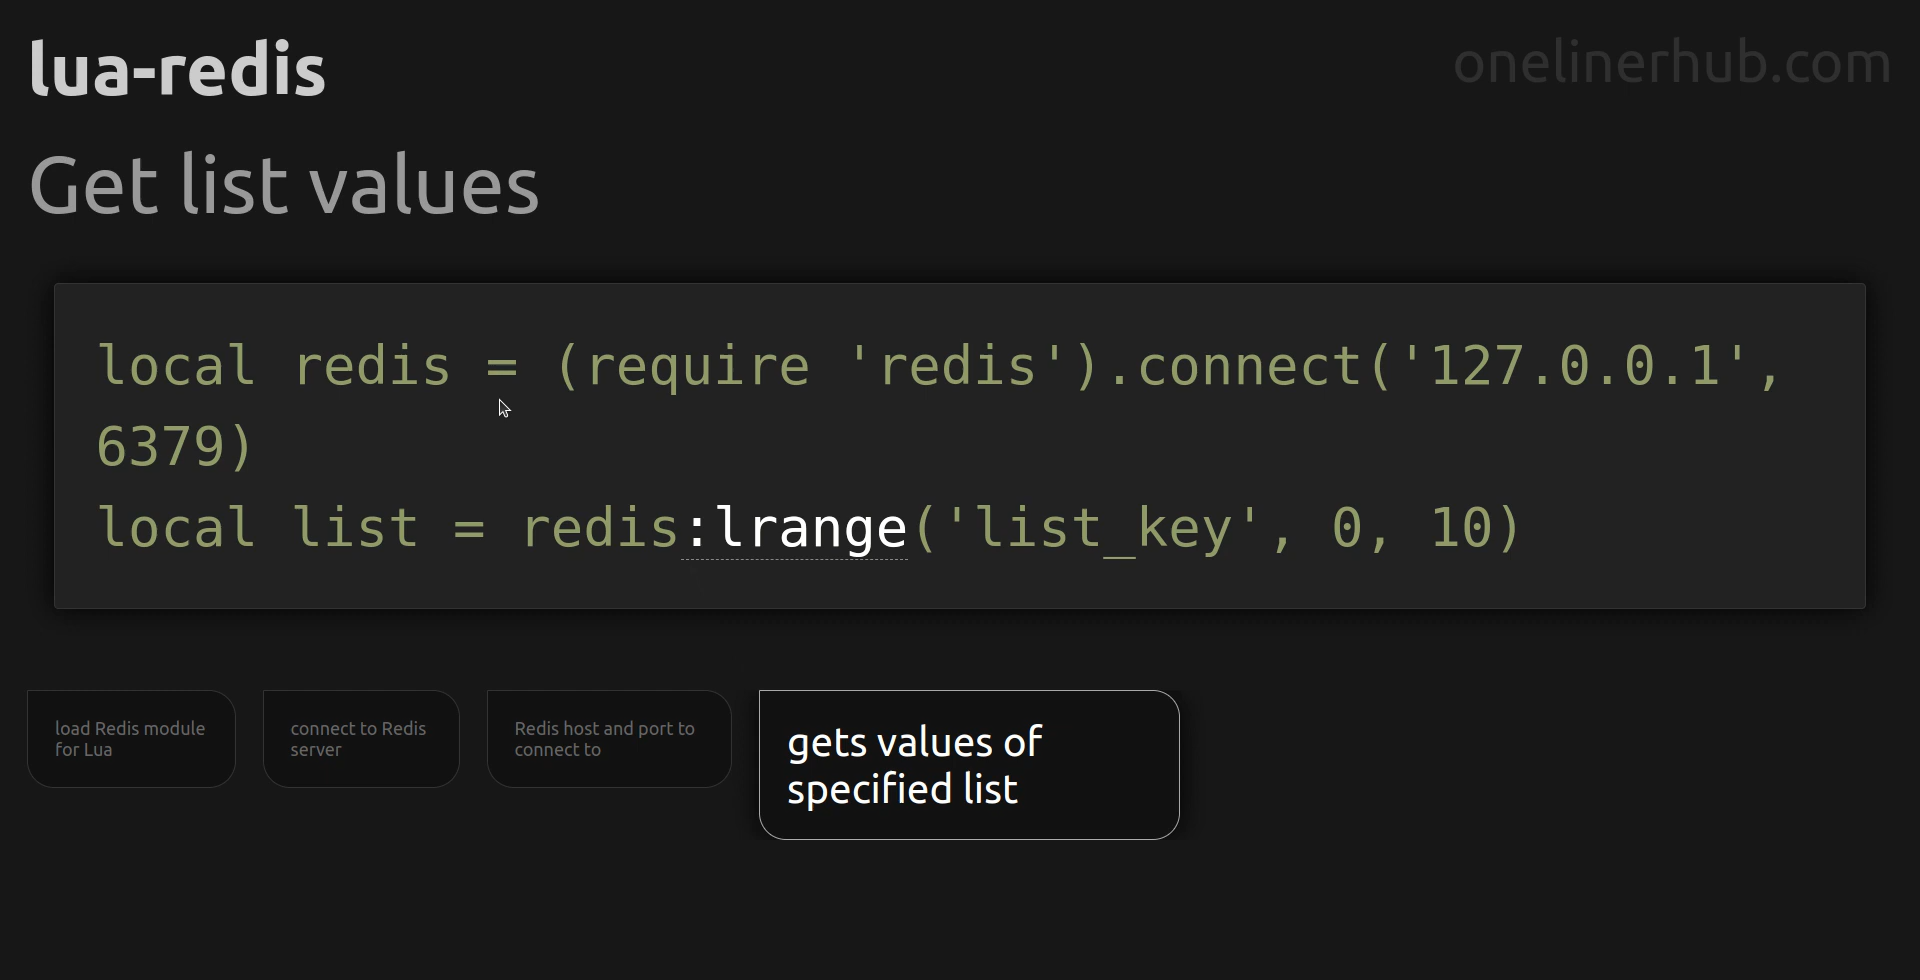 lua-redis
onelinerhub.com
Get list values
local redis = (require 'redis').connect('127.0.0.1',
6379)
local list = redis:lrange('list_key', 0, 10)
load Redis module
for Lua
connect to Redis
server
Redis host and port to
connect to
gets values of
specified list